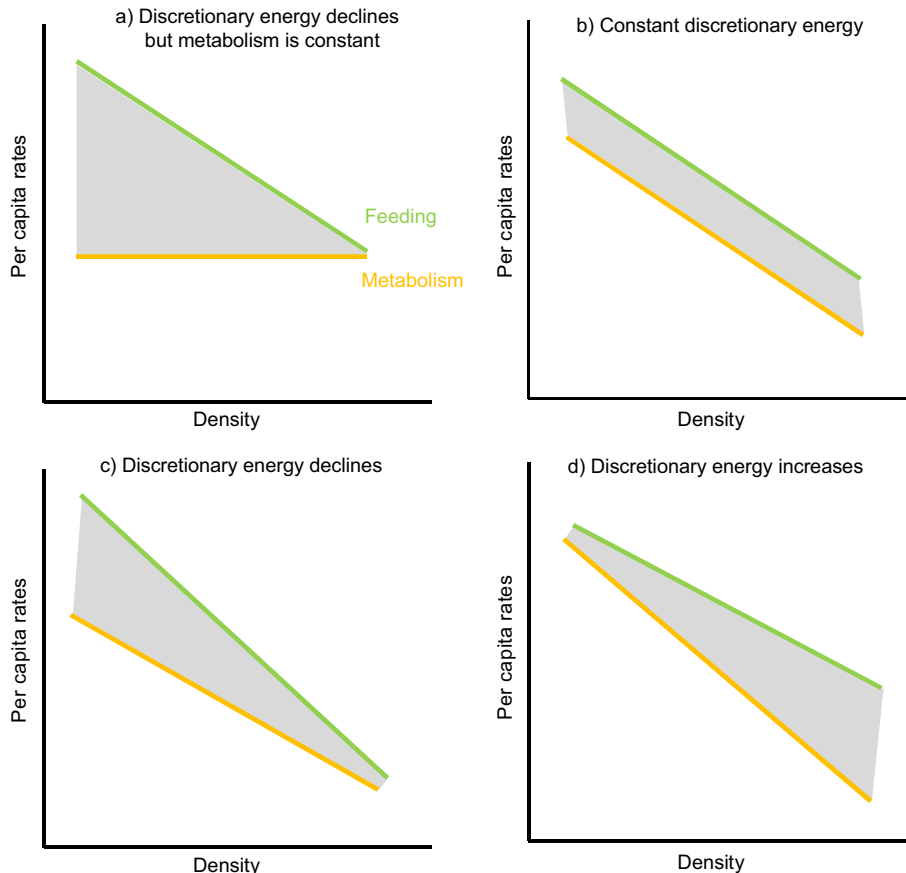 a) Discretionary energy declines
but metabolism is constant
Per capita rates
Feeding
Metabolism
Density
b) Constant discretionary energy
Per capita rates
Density
c) Discretionary energy declines
Per capita rates
Density
d) Discretionary energy increases
Per capita rates
Density